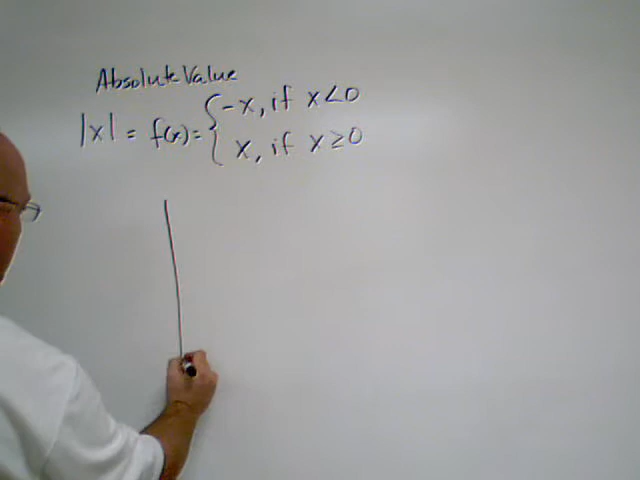 Absolute Value
|x| = f(x) = { -x, if x<0
x, if x≥0